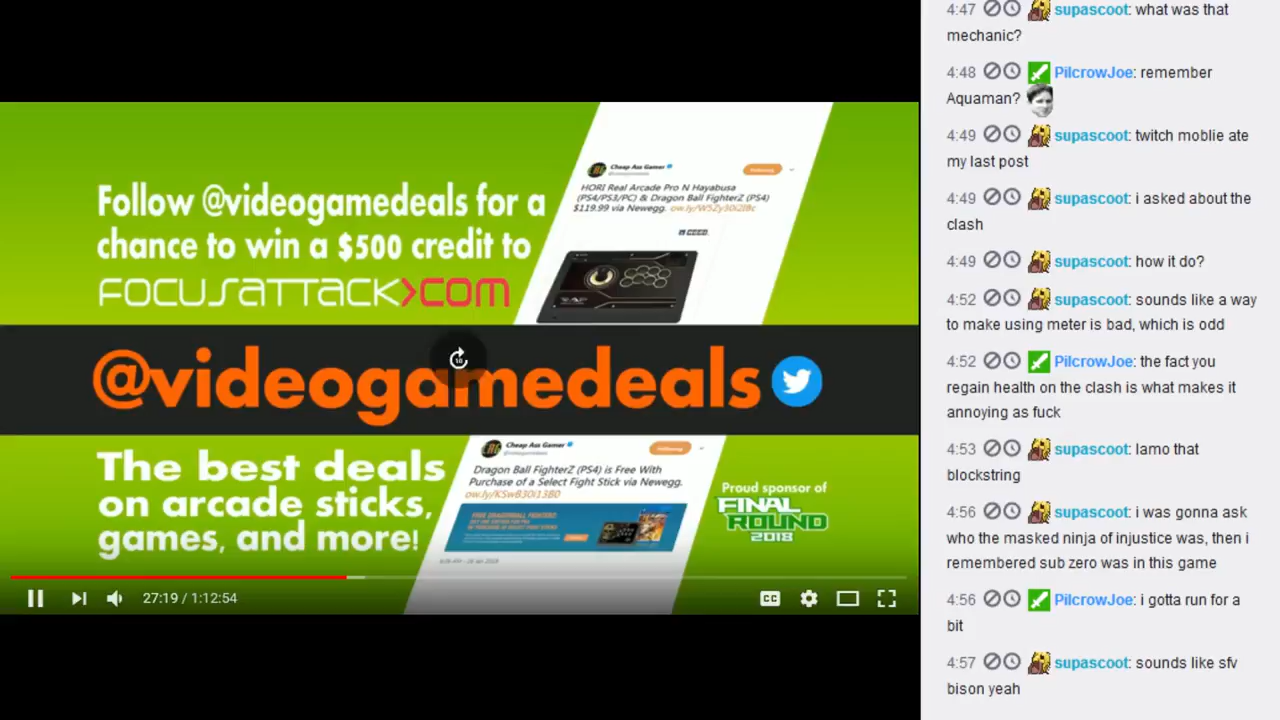 Follow @videogamedeals for a
chance to win a $500 credit to
FOCUSATTACK>COM
Cheap Ass Gamer
HORI Real Arcade Pro N Hayabusa
(PS4/PS3/PC) & Dragon Ball FighterZ (PS4)
$119.99 via Newegg.
@videogamedeals
The best deals
on arcade sticks,
games, and more!
Cheap Ass Gamer
Dragon Ball FighterZ (PS4) is Free With
Purchase of a Select Fight Stick via Newegg.
Proud sponsor of
FINAL
ROUND
2018
27:19 / 1:12:54
CC
4:47 supascoot: what was that
mechanic?
4:48 PilcrowJoe: remember
Aquaman?
4:49 supascoot: twitch moblie ate
my last post
4:49 supascoot: i asked about the
clash
4:49 supascoot: how it do?
4:52 supascoot: sounds like a way
to make using meter is bad, which is odd
4:52 PilcrowJoe: the fact you
regain health on the clash is what makes it
annoying as fuck
4:53 supascoot: lamo that
blockstring
4:56 supascoot: i was gonna ask
who the masked ninja of injustice was, then i
remembered sub zero was in this game
4:56 PilcrowJoe: i gotta run for a
bit
4:57 supascoot: sounds like sfv
bison yeah